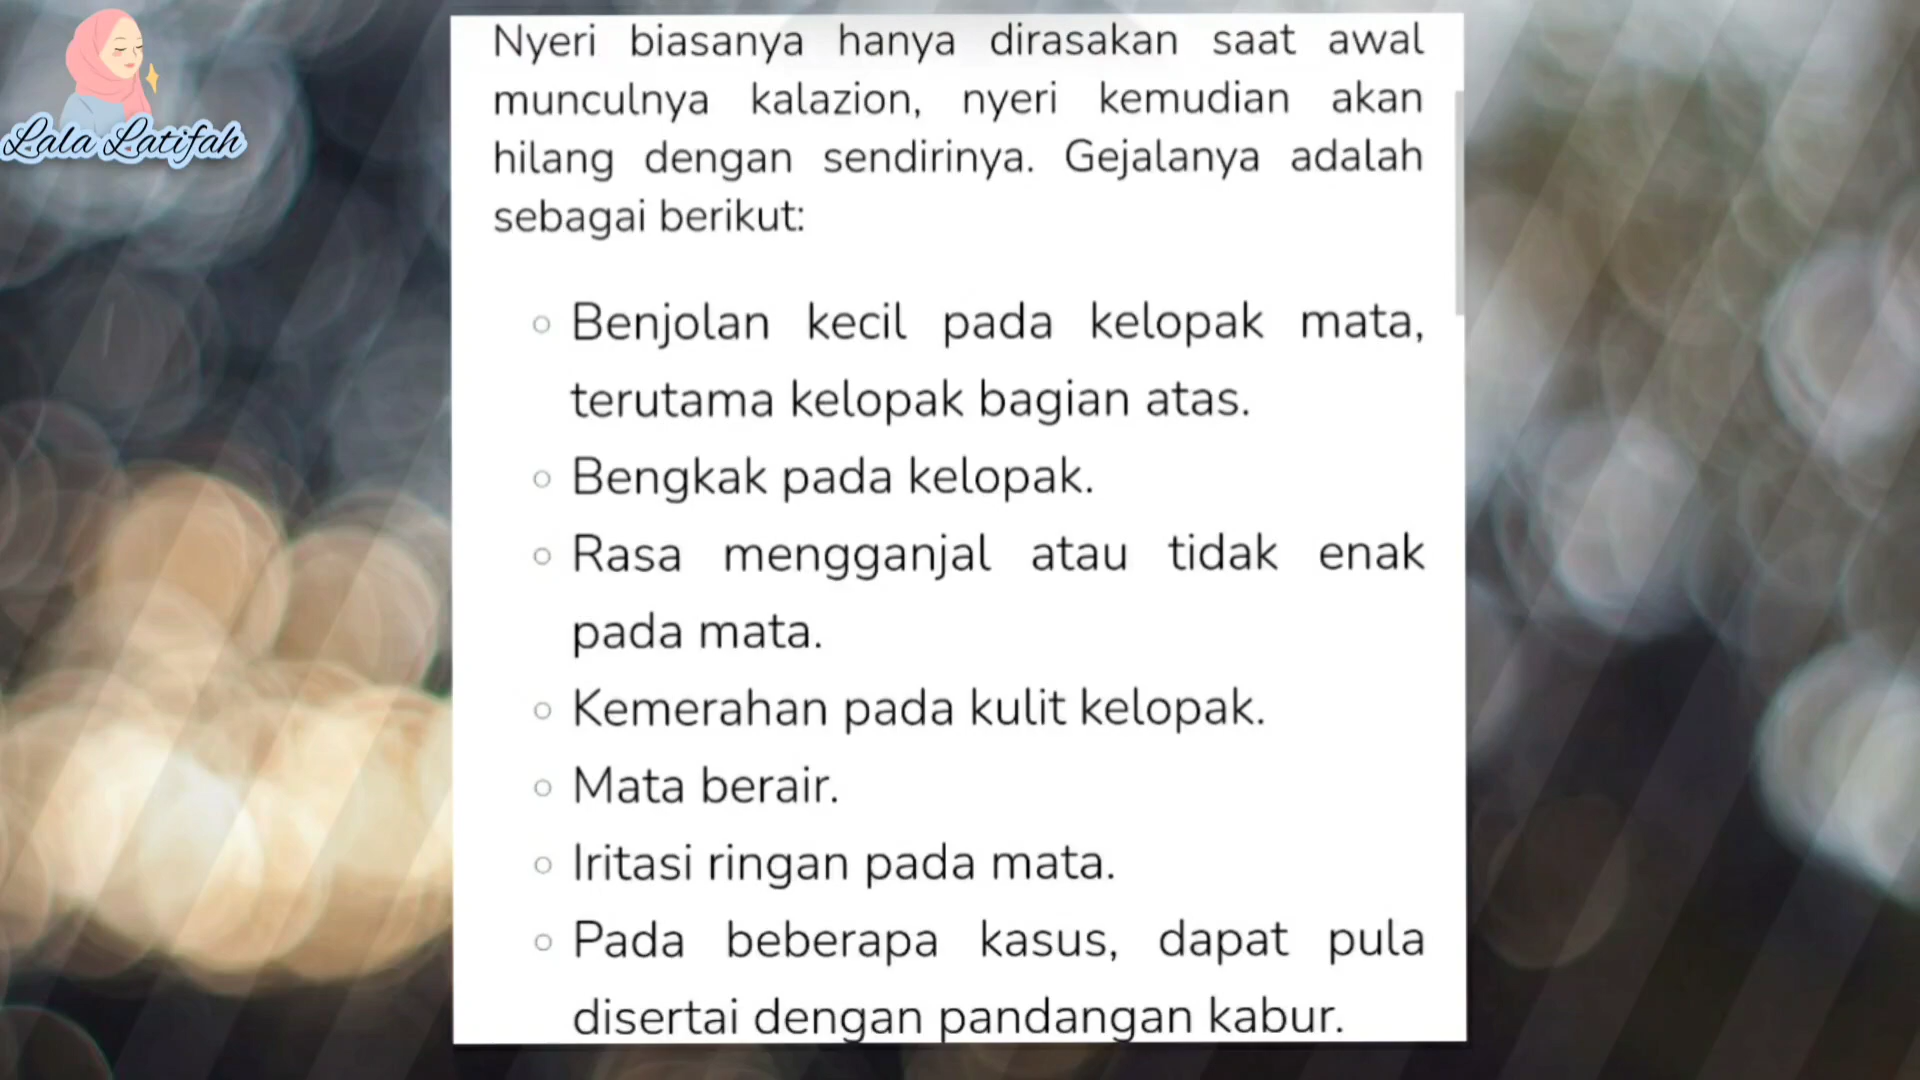 Lala Latifah
Nyeri biasanya hanya dirasakan saat awal
munculnya kalazion, nyeri kemudian akan
hilang dengan sendirinya. Gejalanya adalah
sebagai berikut:
Benjolan kecil pada kelopak mata,
terutama kelopak bagian atas.
Bengkak pada kelopak.
Rasa mengganjal atau tidak enak
pada mata.
Kemerahan pada kulit kelopak.
Mata berair.
Iritasi ringan pada mata.
Pada beberapa kasus, dapat pula
disertai dengan pandangan kabur.